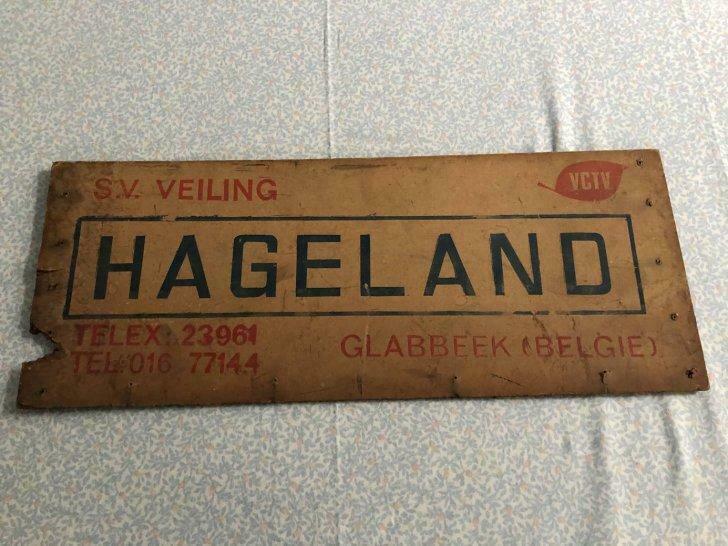 S.V. VEILING
VCTV
HAGELAND
TELEX: 23961
TEL: 016 77144
GLABBEEK (BELGIE)